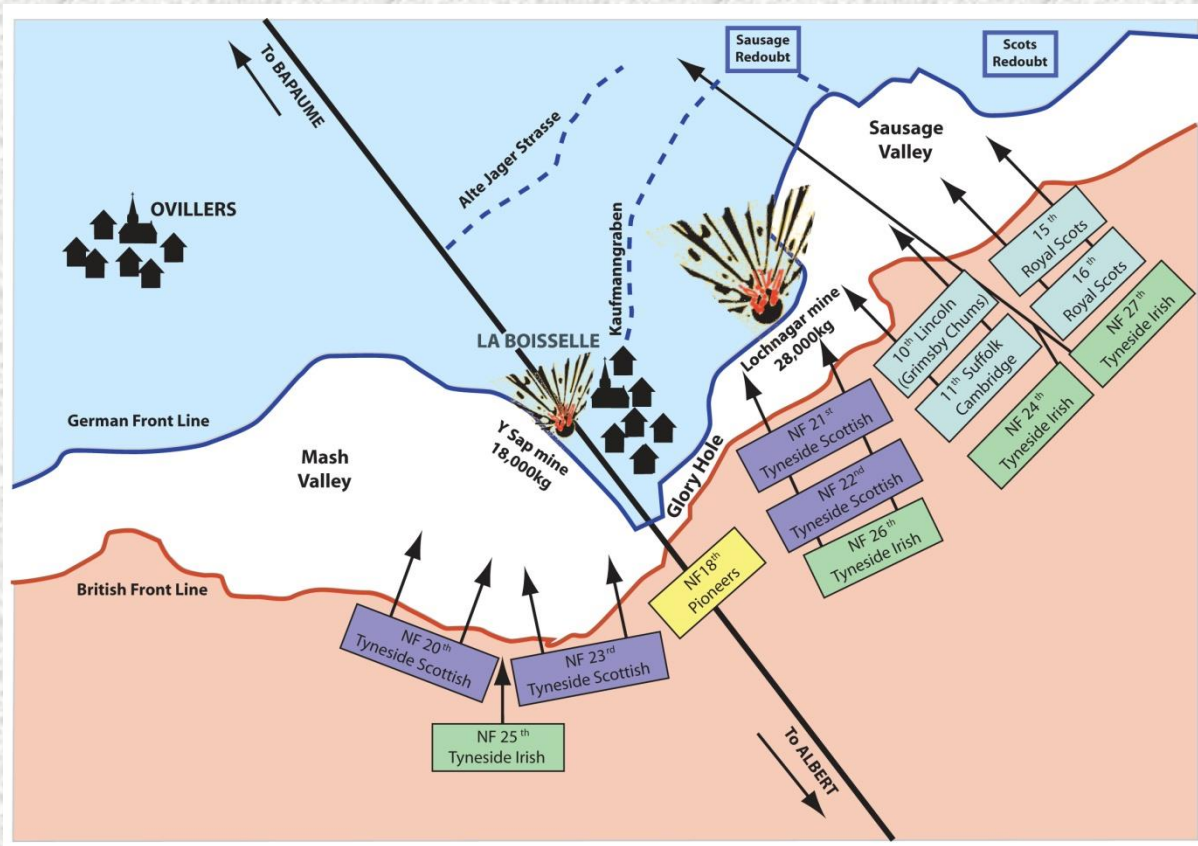 To BAPAUME
Sausage
Redoubt
Scots
Redoubt
Sausage
Valley
Alte Jager Strasse
OVILLERS
Kaufmanngraben
LA BOISSELLE
Lochnagar mine
28,000kg
15th
Royal Scots
16th
Royal Scots
NF 27th
Tyneside Irish
10th Lincoln
(Grimsby Chums)
11th Suffolk
Cambridge
NF 24th
Tyneside Irish
German Front Line
Mash
Valley
Y Sap mine
18,000kg
Glory Hole
NF 21st
Tyneside Scottish
NF 22nd
Tyneside Scottish
NF 26th
Tyneside Irish
British Front Line
NF18th
Pioneers
NF 20th
Tyneside Scottish
NF 23rd
Tyneside Scottish
NF 25th
Tyneside Irish
To ALBERT